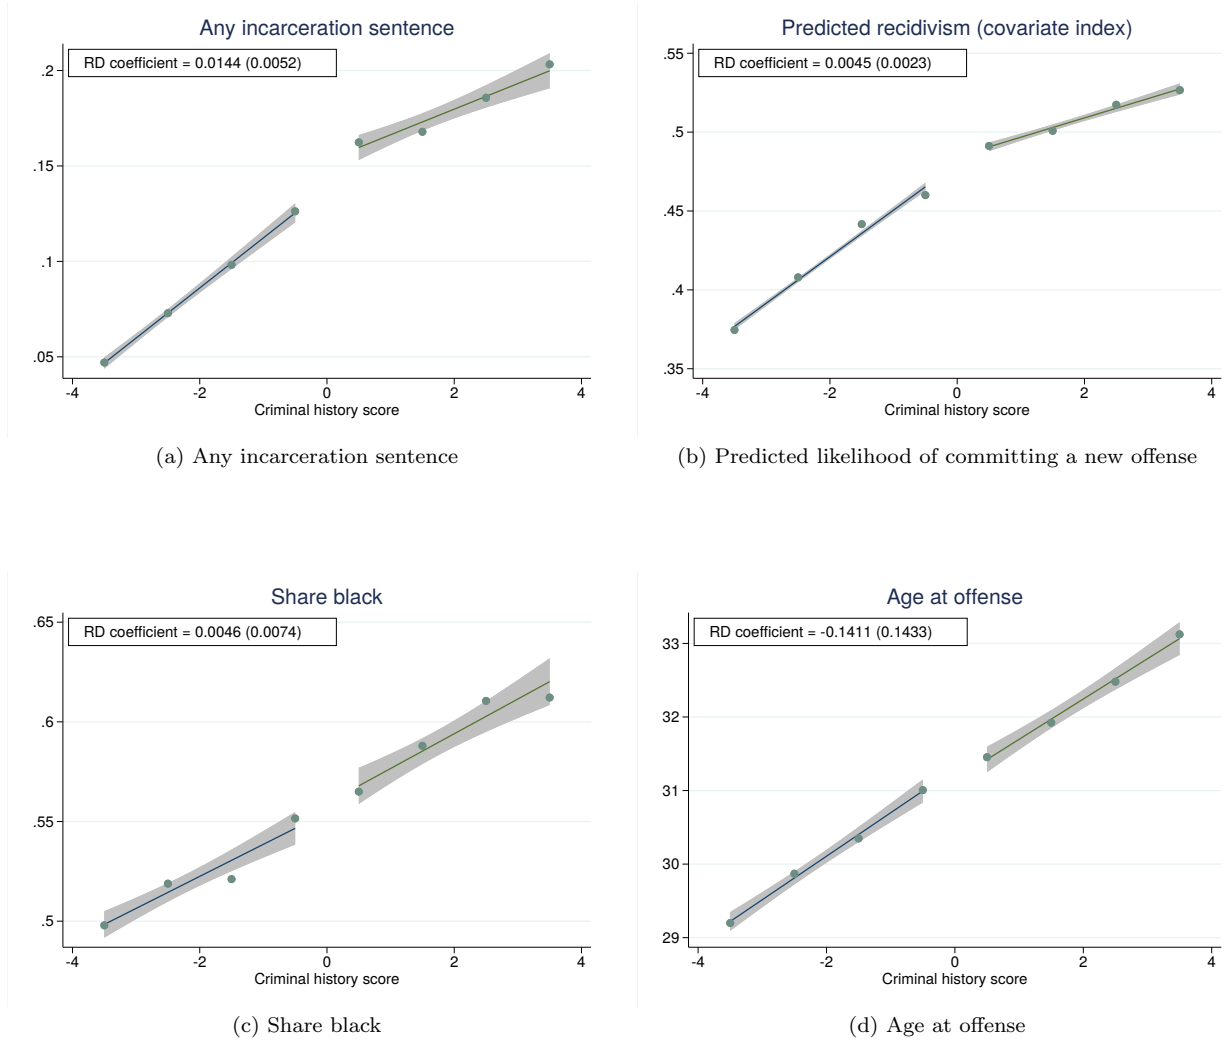 Any incarceration sentence
RD coefficient = 0.0144 (0.0052)
.2
.15
.1
.05
-4 -2 0 2 4
Criminal history score
(a) Any incarceration sentence
Predicted recidivism (covariate index)
RD coefficient = 0.0045 (0.0023)
.55
.5
.45
.4
.35
-4 -2 0 2 4
Criminal history score
(b) Predicted likelihood of committing a new offense
Share black
RD coefficient = 0.0046 (0.0074)
.65
.6
.55
.5
-4 -2 0 2 4
Criminal history score
(c) Share black
Age at offense
RD coefficient = -0.1411 (0.1433)
33
32
31
30
29
-4 -2 0 2 4
Criminal history score
(d) Age at offense